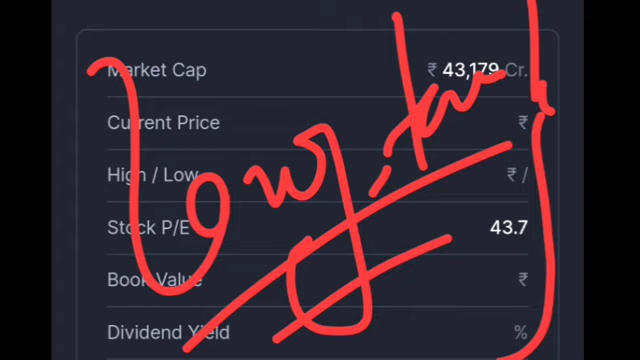 Market Cap ₹ 43,179 Cr.
Current Price ₹
High / Low ₹ /
Stock P/E 43.7
Book Value ₹
Dividend Yield %